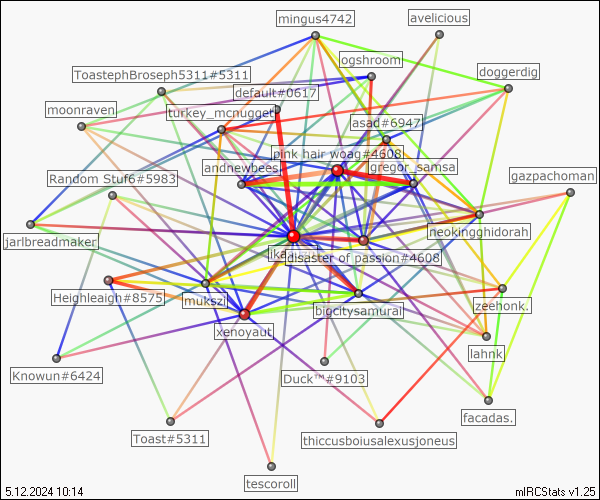 mingus4742
avelicious
ogshroom
doggerdig
ToastephBroseph5311#5311
default#0617
moonraven
turkey_mcnugget
asad#6947
pink hair woag#4608
andnewbees
gregor_samsa
Random Stuf6#5983
gazpachoman
neokingghidorah
jarlbreadmaker
disaster of passion#4608
Heighleaigh#8575
mukszi
bigcitysamurai
zeehonk.
xenoyaut
lahnk
Knowun#6424
Duck™#9103
facadas.
Toast#5311
thiccusboiusalexusjoneus
tescoroll
5.12.2024 10:14
mIRCStats v1.25